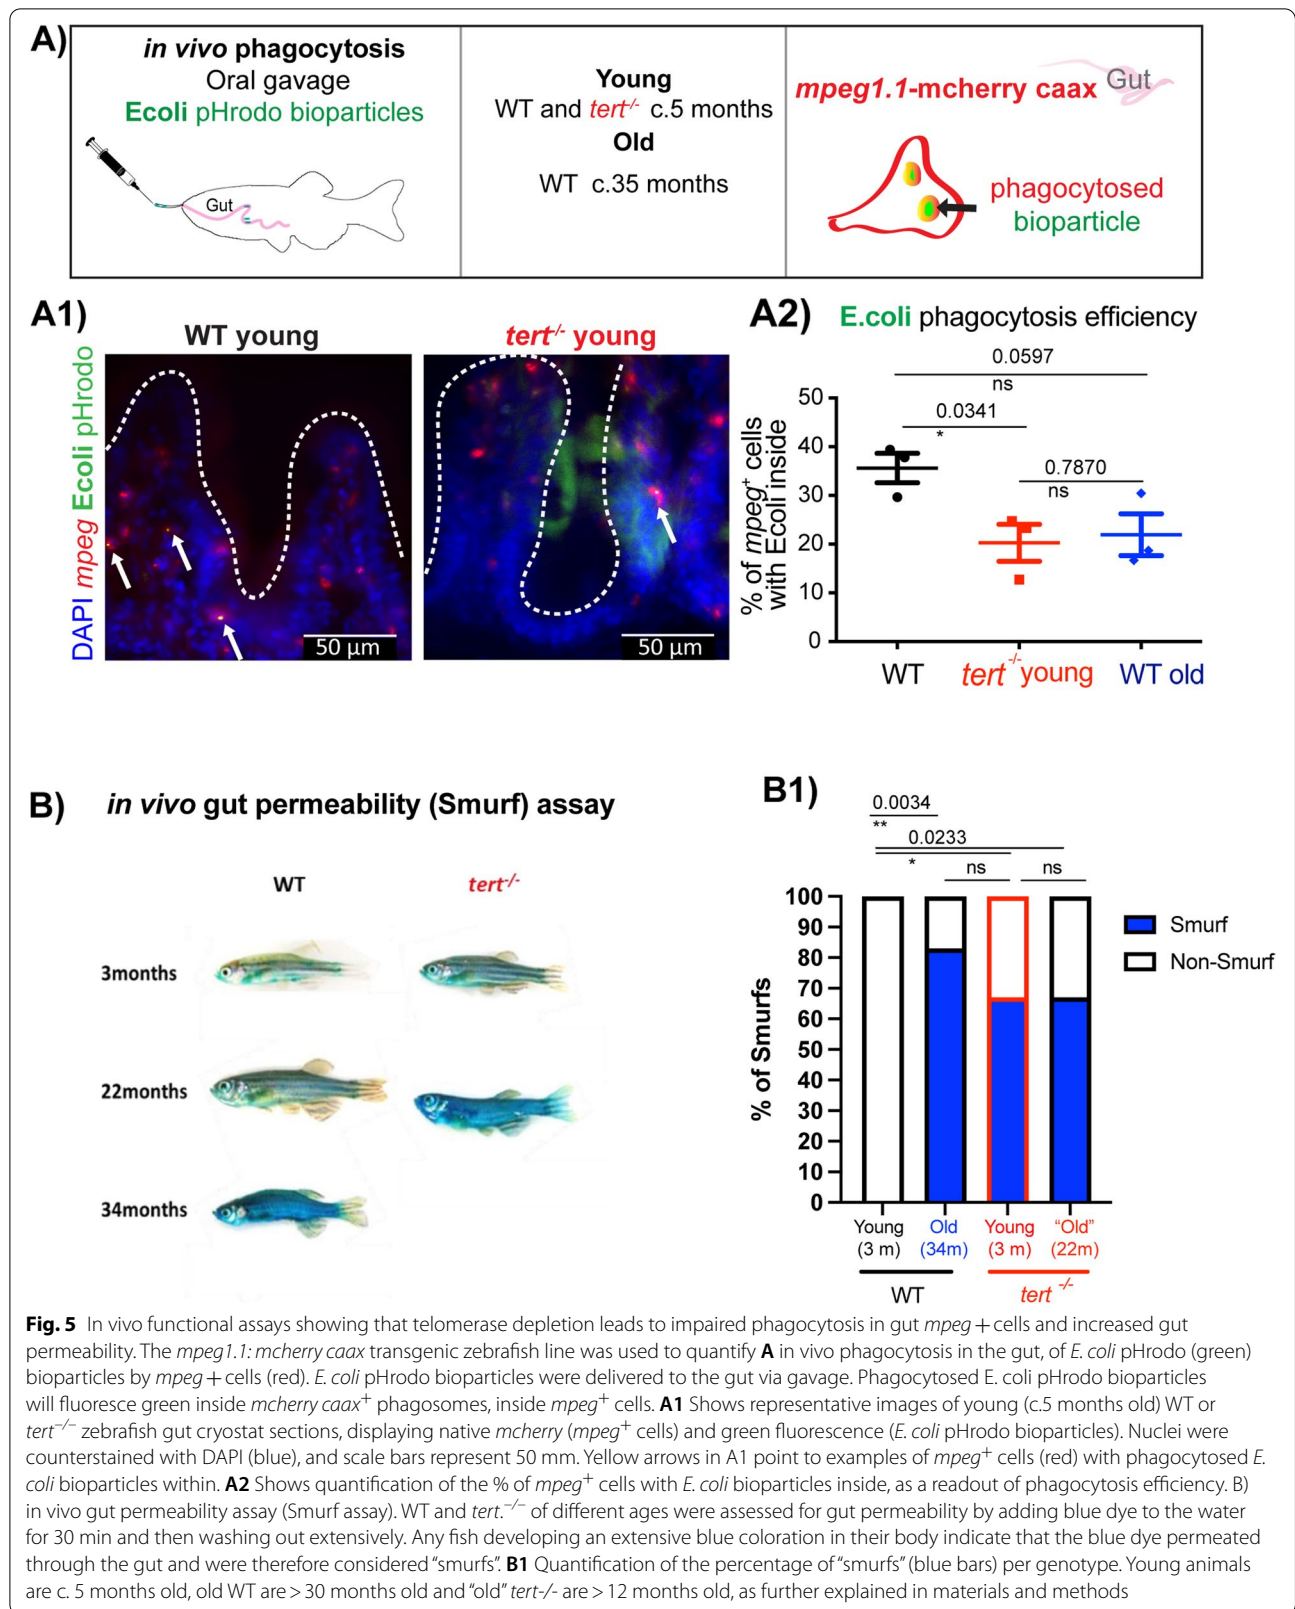 A)
in vivo phagocytosis
Oral gavage
Ecoli pHrodo bioparticles
Gut
Young
WT and tert-/- c.5 months
Old
WT c.35 months
mpeg1.1-mcherry caax
Gut
phagocytosed
bioparticle
A1)
WT young
tert-/- young
DAPI mpeg Ecoli pHrodo
50 µm
50 µm
A2)
E.coli phagocytosis efficiency
0.0597
ns
0.0341
*
0.7870
ns
% of mpeg+ cells
with Ecoli inside
50
40
30
20
10
0
WT
tert-/-young
WT old
B)
in vivo gut permeability (Smurf) assay
WT
tert-/-
3months
22months
34months
B1)
0.0034
**
0.0233
*
ns
ns
% of Smurfs
100
90
80
70
60
50
40
30
20
10
0
Smurf
Non-Smurf
Young
(3 m)
Old
(34m)
Young
(3 m)
“Old”
(22m)
WT
tert -/-
Fig. 5 In vivo functional assays showing that telomerase depletion leads to impaired phagocytosis in gut mpeg + cells and increased gut
permeability. The mpeg1.1: mcherry caax transgenic zebrafish line was used to quantify A in vivo phagocytosis in the gut, of E. coli pHrodo (green)
bioparticles by mpeg + cells (red). E. coli pHrodo bioparticles were delivered to the gut via gavage. Phagocytosed E. coli pHrodo bioparticles
will fluoresce green inside mcherry caax+ phagosomes, inside mpeg+ cells. A1 Shows representative images of young (c.5 months old) WT or
tert−/− zebrafish gut cryostat sections, displaying native mcherry (mpeg+ cells) and green fluorescence (E. coli pHrodo bioparticles). Nuclei were
counterstained with DAPI (blue), and scale bars represent 50 mm. Yellow arrows in A1 point to examples of mpeg+ cells (red) with phagocytosed E.
coli bioparticles within. A2 Shows quantification of the % of mpeg+ cells with E. coli bioparticles inside, as a readout of phagocytosis efficiency. B)
in vivo gut permeability assay (Smurf assay). WT and tert.−/− of different ages were assessed for gut permeability by adding blue dye to the water
for 30 min and then washing out extensively. Any fish developing an extensive blue coloration in their body indicate that the blue dye permeated
through the gut and were therefore considered “smurfs”. B1 Quantification of the percentage of “smurfs” (blue bars) per genotype. Young animals
are c. 5 months old, old WT are > 30 months old and “old” tert-/- are > 12 months old, as further explained in materials and methods